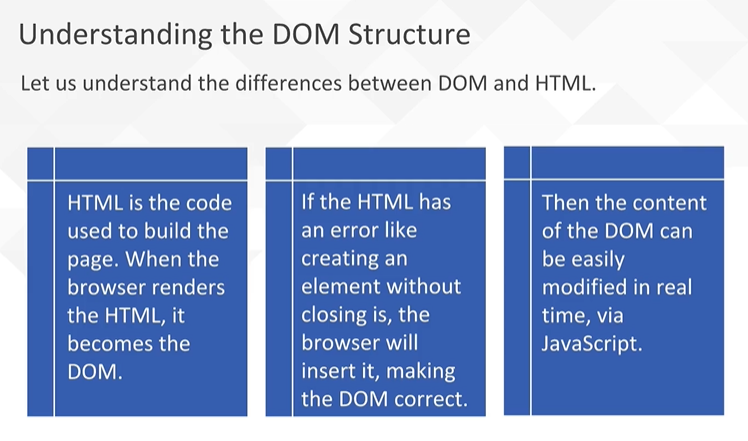 Understanding the DOM Structure
Let us understand the differences between DOM and HTML.
HTML is the code
used to build the
page. When the
browser renders
the HTML, it
becomes the
DOM.
If the HTML has
an error like
creating an
element without
closing is, the
browser will
insert it, making
the DOM correct.
Then the content
of the DOM can
be easily
modified in real
time, via
JavaScript.